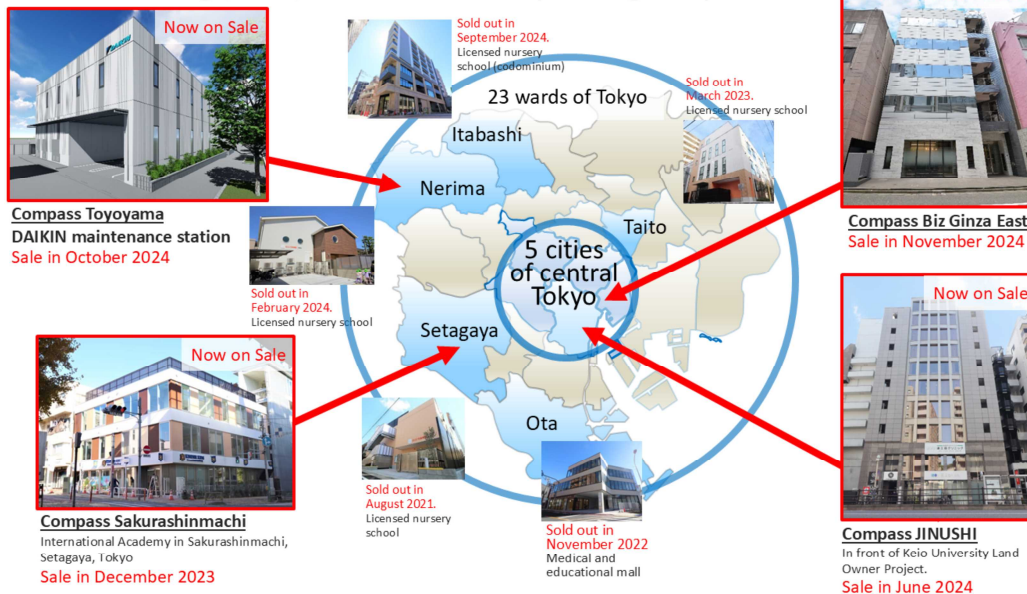 Now on Sale
DAIKIN
Compass Toyoyama
DAIKIN maintenance station
Sale in October 2024
Sold out in
September 2024.
Licensed nursery
school (codominium)
23 wards of Tokyo
Sold out in
March 2023.
Licensed nursery school
Itabashi
Nerima
Taito
5 cities
of central
Tokyo
Setagaya
Ota
Compass Biz Ginza East
Sale in November 2024
Sold out in
February 2024.
Licensed nursery school
Now on Sale
Compass Sakurashinmachi
International Academy in Sakurashinmachi,
Setagaya, Tokyo
Sale in December 2023
Sold out in
August 2021.
Licensed nursery
school
Sold out in
November 2022
Medical and
educational mall
Now on Sale
Compass JINUSHI
In front of Keio University Land
Owner Project.
Sale in June 2024